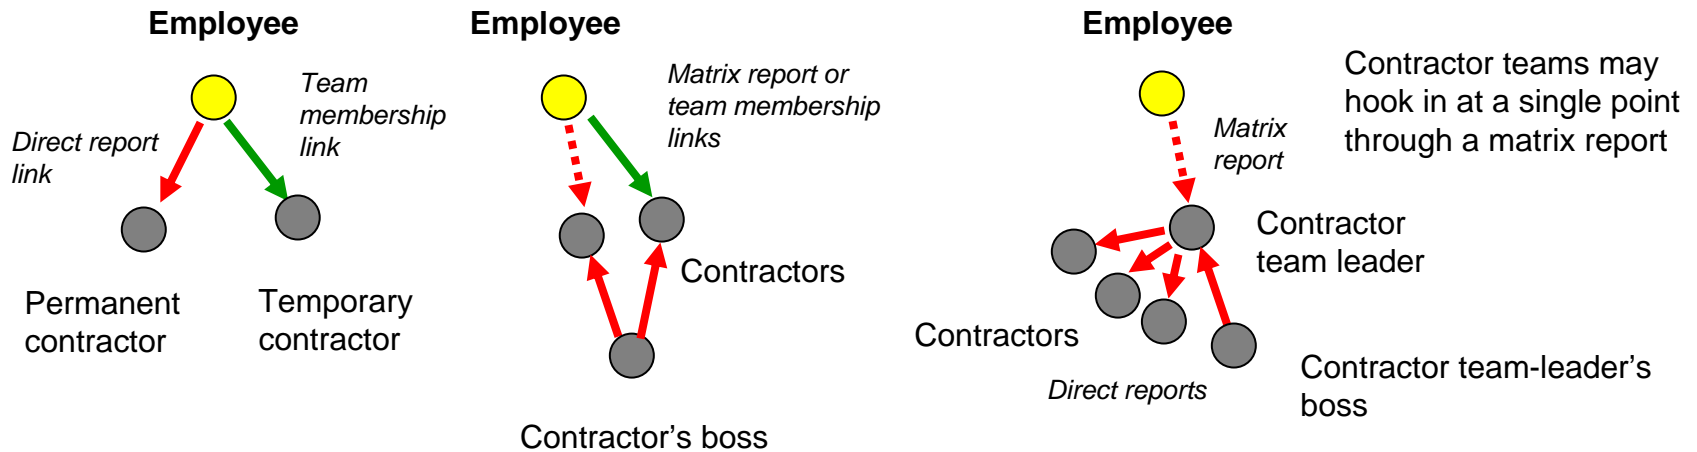 Employee
Team
membership
link
Direct report
link
Permanent
contractor
Temporary
contractor
Employee
Matrix report or
team membership
links
Contractors
Contractor’s boss
Employee
Matrix
report
Contractor teams may
hook in at a single point
through a matrix report
Contractor
team leader
Contractors
Direct reports
Contractor team-leader’s
boss